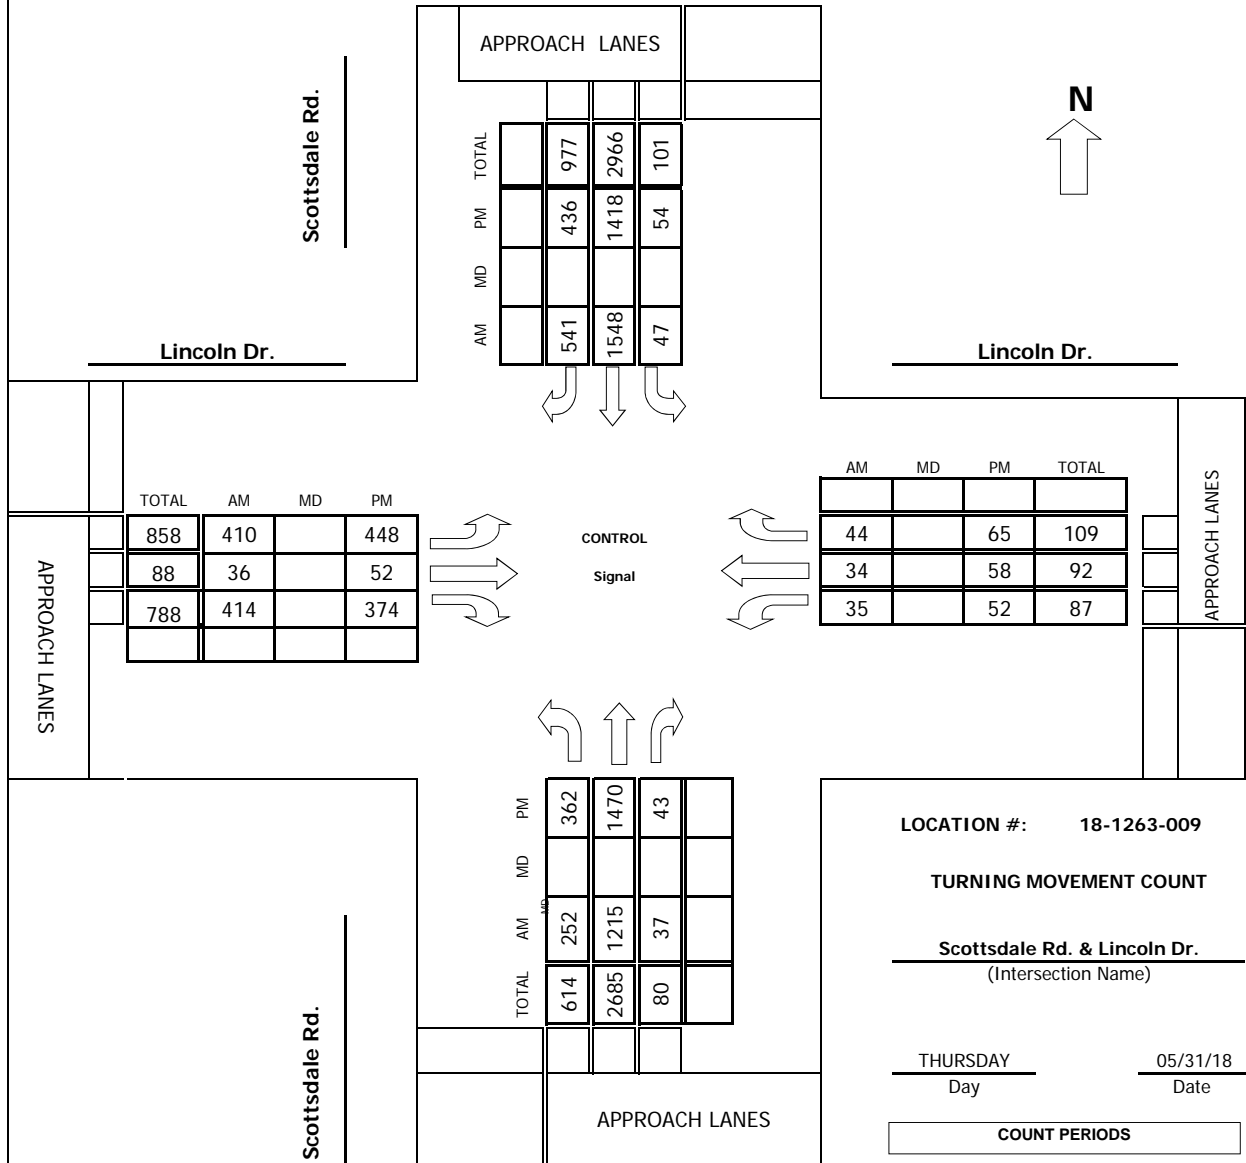 APPROACH LANES
N
Scottsdale Rd.
TOTAL 977 2966 101
PM 436 1418 54
MD
AM 541 1548 47
Lincoln Dr.
Lincoln Dr.
TOTAL AM MD PM
858 410 448
88 36 52
788 414 374
APPROACH LANES
CONTROL
Signal
AM MD PM TOTAL
44 65 109
34 58 92
35 52 87
APPROACH LANES
PM 362 1470 43
MD
MD
AM 252 1215 37
TOTAL 614 2685 80
Scottsdale Rd.
APPROACH LANES
LOCATION #: 18-1263-009
TURNING MOVEMENT COUNT
Scottsdale Rd. & Lincoln Dr.
(Intersection Name)
THURSDAY 05/31/18
Day Date
COUNT PERIODS